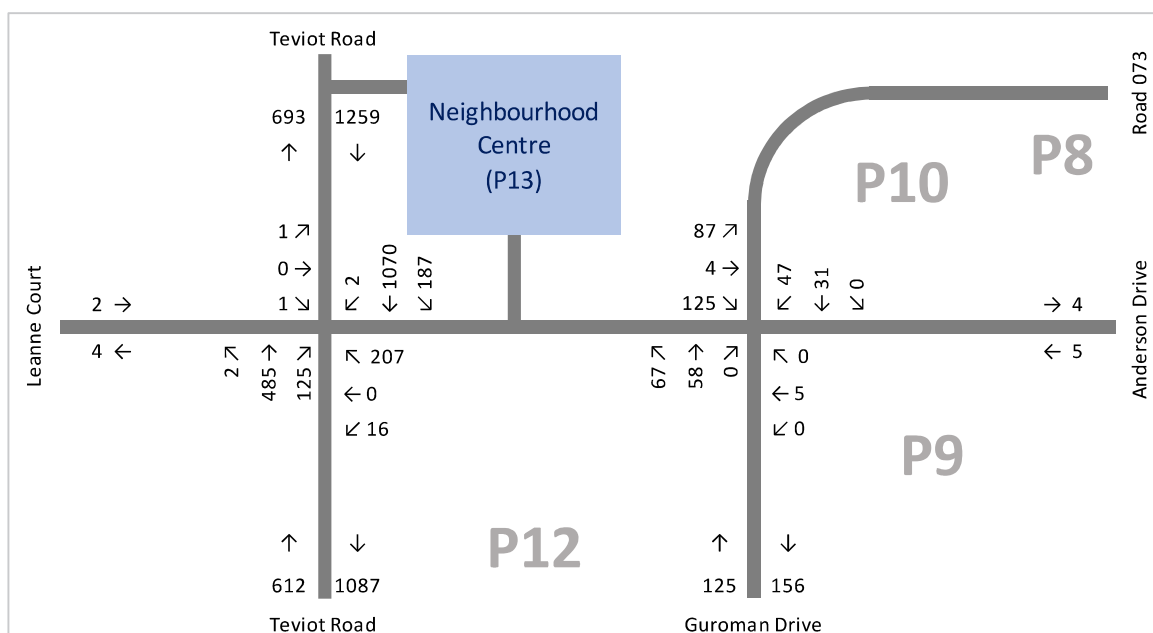 Teviot Road
693 1259
↑ ↓
Neighbourhood
Centre
(P13)
Road 073
P8
P10
1 ↗
0 →
1 ↘
↙ 2
← 1070
↙ 187
87 ↗
4 →
125 ↘
↖ 47
← 31
↙ 0
Leanne Court
2 →
4 ←
→ 4
← 5
Anderson Drive
2 ↖
485 →
125 ↗
↖ 207
← 0
↙ 16
67 ↗
58 →
0 ↗
↖ 0
← 5
↙ 0
P9
P12
↑ ↓
612 1087
Teviot Road
↑ ↓
125 156
Guroman Drive